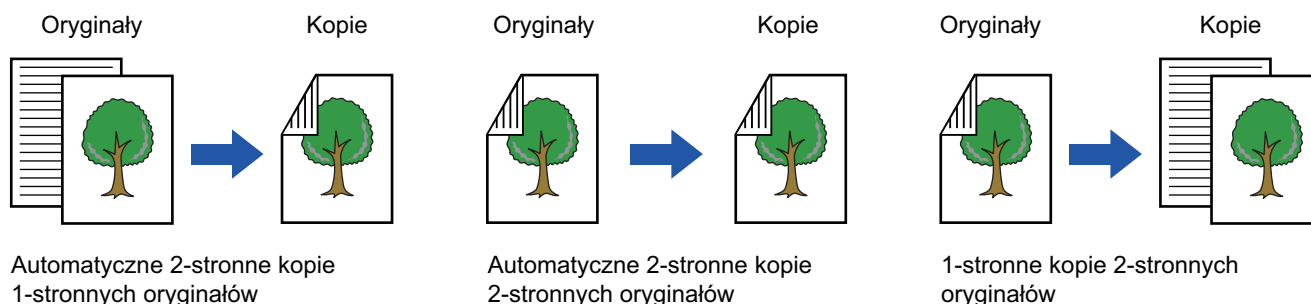 Oryginały
Kopie
Oryginały
Kopie
Oryginały
Kopie
Automatyczne 2-stronne kopie
1-stronnych oryginałów
Automatyczne 2-stronne kopie
2-stronnych oryginałów
1-stronne kopie 2-stronnych
oryginałów